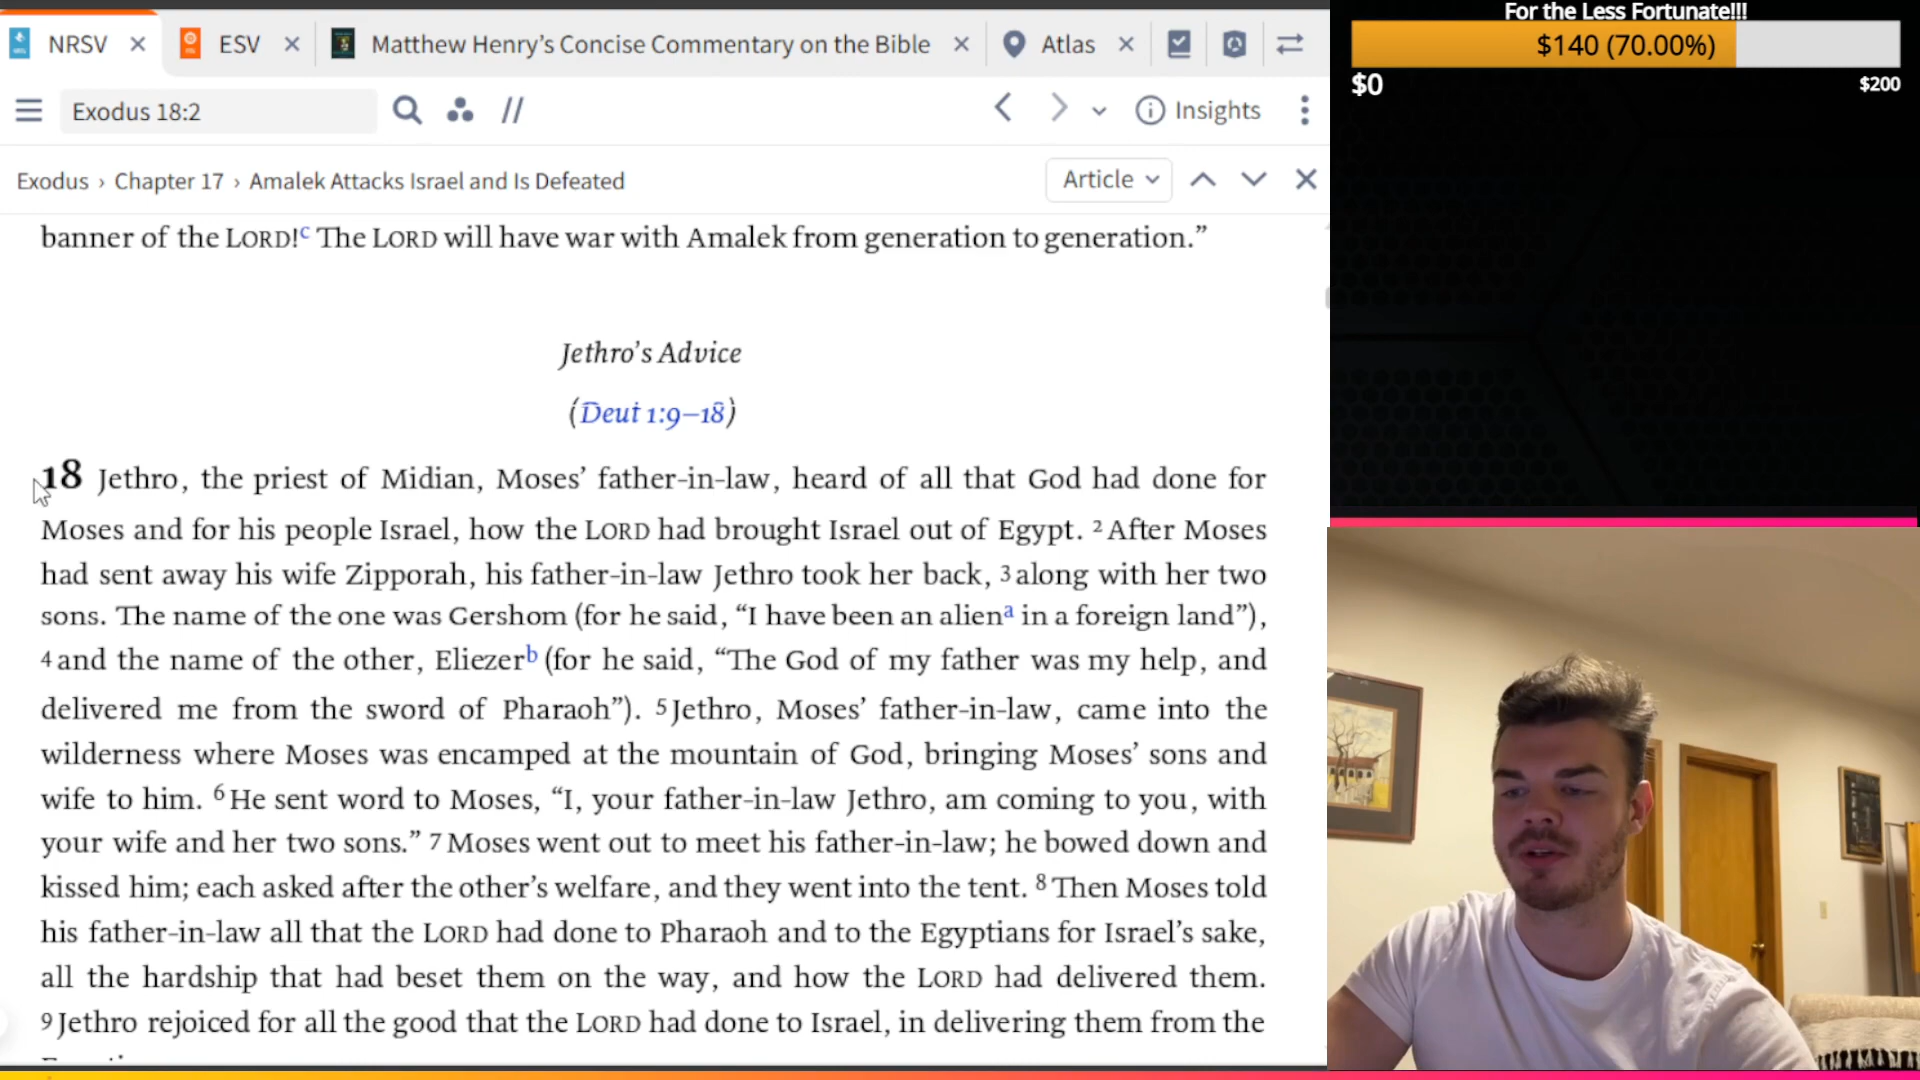 NRSV
ESV
Matthew Henry's Concise Commentary on the Bible
Atlas
Exodus 18:2
Insights
Exodus › Chapter 17 › Amalek Attacks Israel and Is Defeated
Article
banner of the LORD!c The LORD will have war with Amalek from generation to generation.”
Jethro's Advice
(Deut 1:9–18)
18 Jethro, the priest of Midian, Moses’ father-in-law, heard of all that God had done for
Moses and for his people Israel, how the LORD had brought Israel out of Egypt. 2 After Moses
had sent away his wife Zipporah, his father-in-law Jethro took her back, 3 along with her two
sons. The name of the one was Gershom (for he said, “I have been an aliena in a foreign land”),
4 and the name of the other, Eliezerb (for he said, “The God of my father was my help, and
delivered me from the sword of Pharaoh”). 5 Jethro, Moses’ father-in-law, came into the
wilderness where Moses was encamped at the mountain of God, bringing Moses’ sons and
wife to him. 6 He sent word to Moses, “I, your father-in-law Jethro, am coming to you, with
your wife and her two sons.” 7 Moses went out to meet his father-in-law; he bowed down and
kissed him; each asked after the other’s welfare, and they went into the tent. 8 Then Moses told
his father-in-law all that the LORD had done to Pharaoh and to the Egyptians for Israel’s sake,
all the hardship that had beset them on the way, and how the LORD had delivered them.
9 Jethro rejoiced for all the good that the LORD had done to Israel, in delivering them from the
For the Less Fortunate!!!
$140 (70.00%)
$0
$200